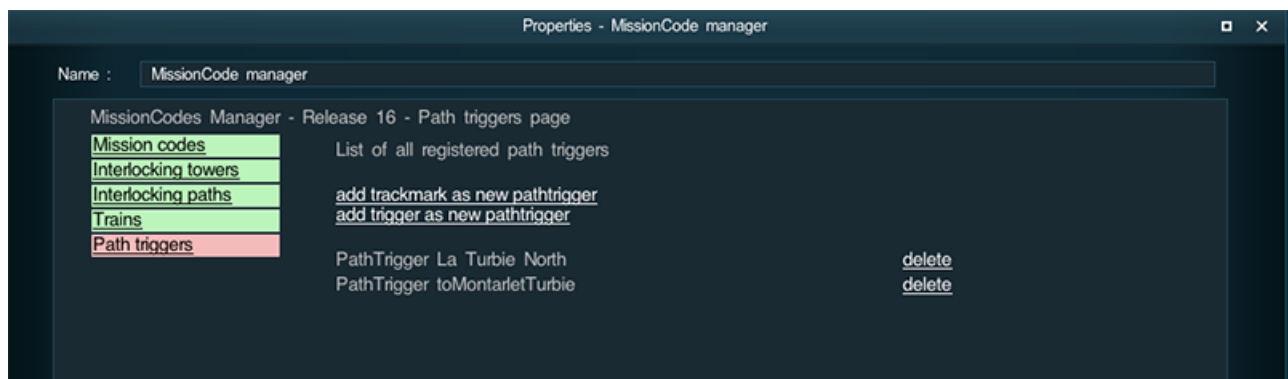 Properties - MissionCode manager
Name : MissionCode manager
MissionCodes Manager - Release 16 - Path triggers page
Mission codes
Interlocking towers
Interlocking paths
Trains
Path triggers
List of all registered path triggers
add trackmark as new pathtrigger
add trigger as new pathtrigger
PathTrigger La Turbie North delete
PathTrigger toMontarletTurbie delete